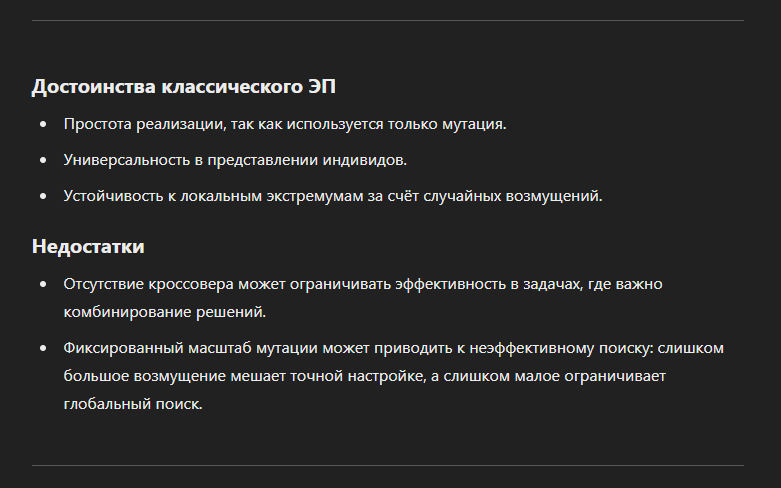 Достоинства классического ЭП
• Простота реализации, так как используется только мутация.
• Универсальность в представлении индивидов.
• Устойчивость к локальным экстремумам за счёт случайных возмущений.
Недостатки
• Отсутствие кроссовера может ограничивать эффективность в задачах, где важно
комбинирование решений.
• Фиксированный масштаб мутации может приводить к неэффективному поиску: слишком
большое возмущение мешает точной настройке, а слишком малое ограничивает
глобальный поиск.